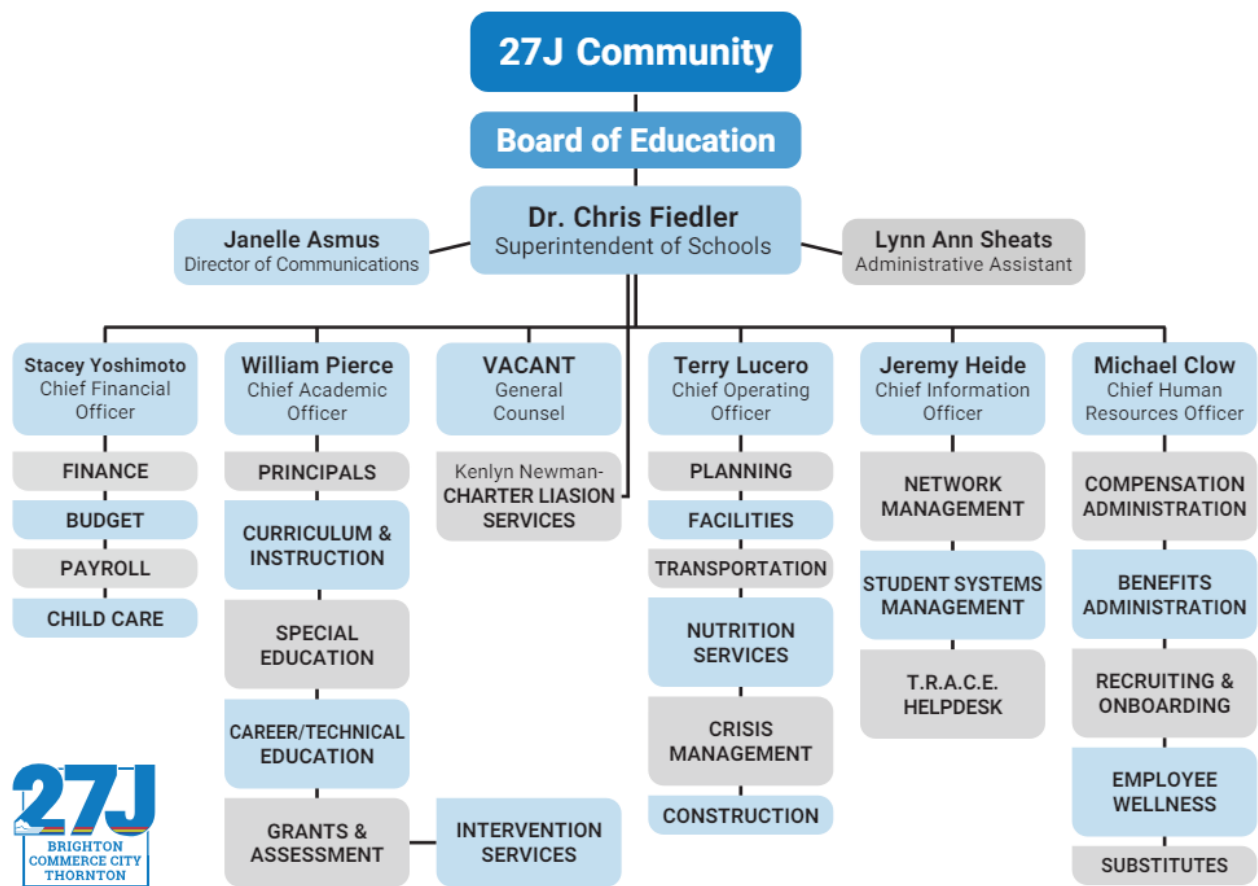 27J Community
Board of Education
Dr. Chris Fiedler
Superintendent of Schools
Janelle Asmus
Director of Communications
Lynn Ann Sheats
Administrative Assistant
Stacey Yoshimoto
Chief Financial
Officer
FINANCE
BUDGET
PAYROLL
CHILD CARE
William Pierce
Chief Academic
Officer
PRINCIPALS
CURRICULUM &
INSTRUCTION
SPECIAL
EDUCATION
CAREER/TECHNICAL
EDUCATION
GRANTS &
ASSESSMENT
INTERVENTION
SERVICES
VACANT
General
Counsel
Kenlyn Newman-
CHARTER LIASION
SERVICES
Terry Lucero
Chief Operating
Officer
PLANNING
FACILITIES
TRANSPORTATION
NUTRITION
SERVICES
CRISIS
MANAGEMENT
CONSTRUCTION
Jeremy Heide
Chief Information
Officer
NETWORK
MANAGEMENT
STUDENT SYSTEMS
MANAGEMENT
T.R.A.C.E.
HELPDESK
Michael Clow
Chief Human
Resources Officer
COMPENSATION
ADMINISTRATION
BENEFITS
ADMINISTRATION
RECRUITING &
ONBOARDING
EMPLOYEE
WELLNESS
SUBSTITUTES
27J
BRIGHTON
COMMERCE CITY
THORNTON